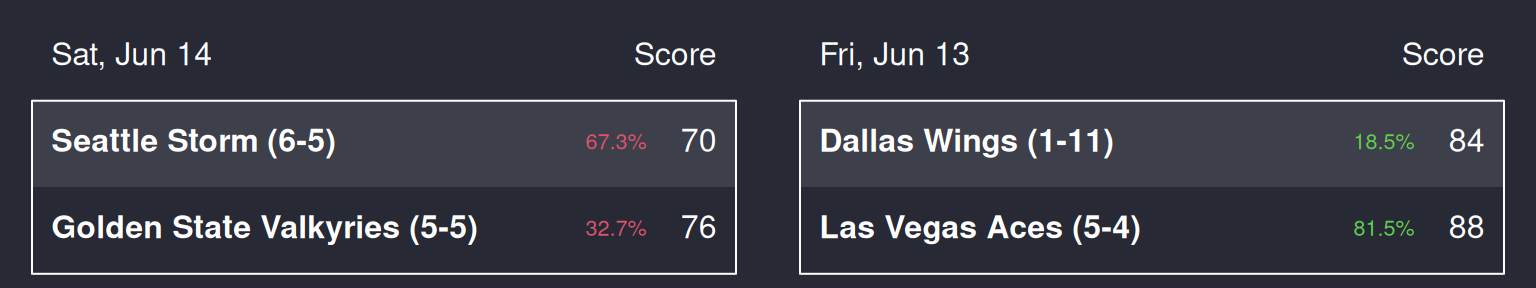 Sat, Jun 14 Score
Seattle Storm (6-5) 67.3% 70
Golden State Valkyries (5-5) 32.7% 76
Fri, Jun 13 Score
Dallas Wings (1-11) 18.5% 84
Las Vegas Aces (5-4) 81.5% 88